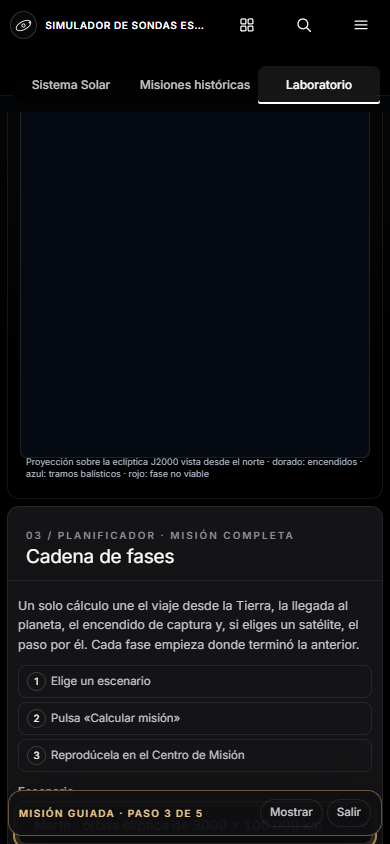 SIMULADOR DE SONDAS ES...
Sistema Solar
Misiones históricas
Laboratorio
Proyección sobre la eclíptica J2000 vista desde el norte · dorado: encendidos ·
azul: tramos balísticos · rojo: fase no viable
03 / PLANIFICADOR · MISIÓN COMPLETA
Cadena de fases
Un solo cálculo une el viaje desde la Tierra, la llegada al
planeta, el encendido de captura y, si eliges un satélite, el
paso por él. Cada fase empieza donde terminó la anterior.
1 Elige un escenario
2 Pulsa «Calcular misión»
3 Reprodúcela en el Centro de Misión
MISIÓN GUIADA · PASO 3 DE 5
Mostrar
Salir